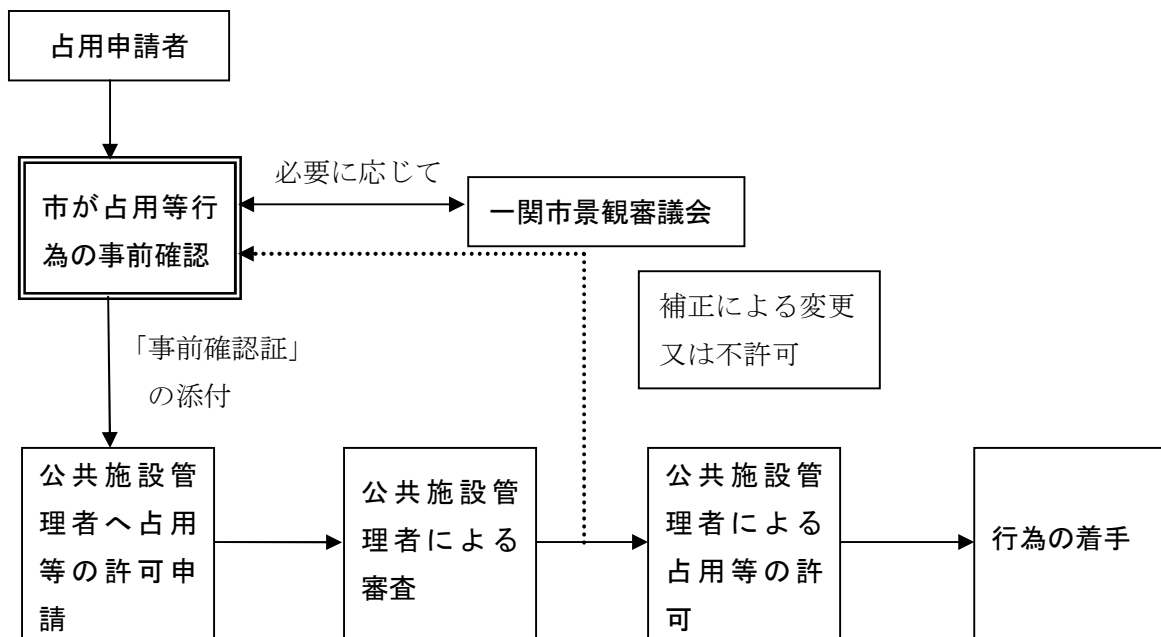 占用申請者
必要に応じて
市が占用等行
為の事前確認
一関市景観審議会
補正による変更
又は不許可
「事前確認証」
の添付
公共施設管
理者へ占用
等の許可申
請
公共施設管
理者による
審査
公共施設管
理者による
占用等の許
可
行為の着手